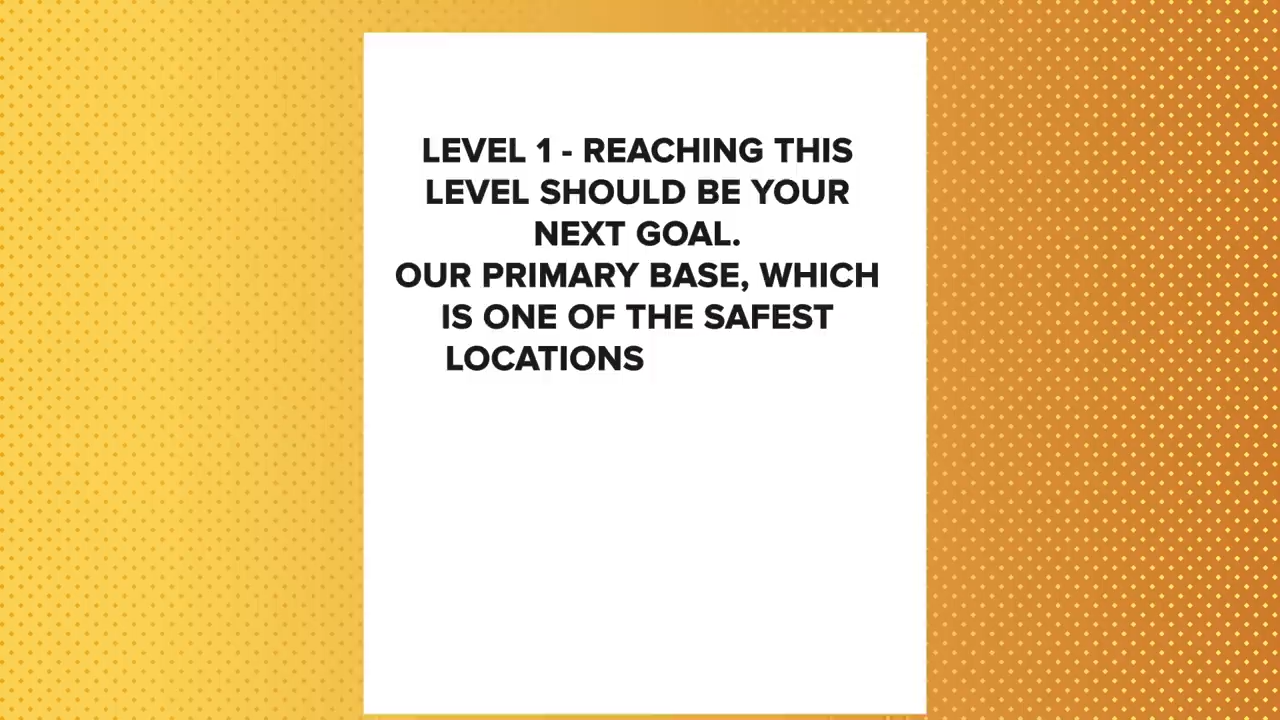 LEVEL 1 - REACHING THIS
LEVEL SHOULD BE YOUR
NEXT GOAL.
OUR PRIMARY BASE, WHICH
IS ONE OF THE SAFEST
LOCATIONS